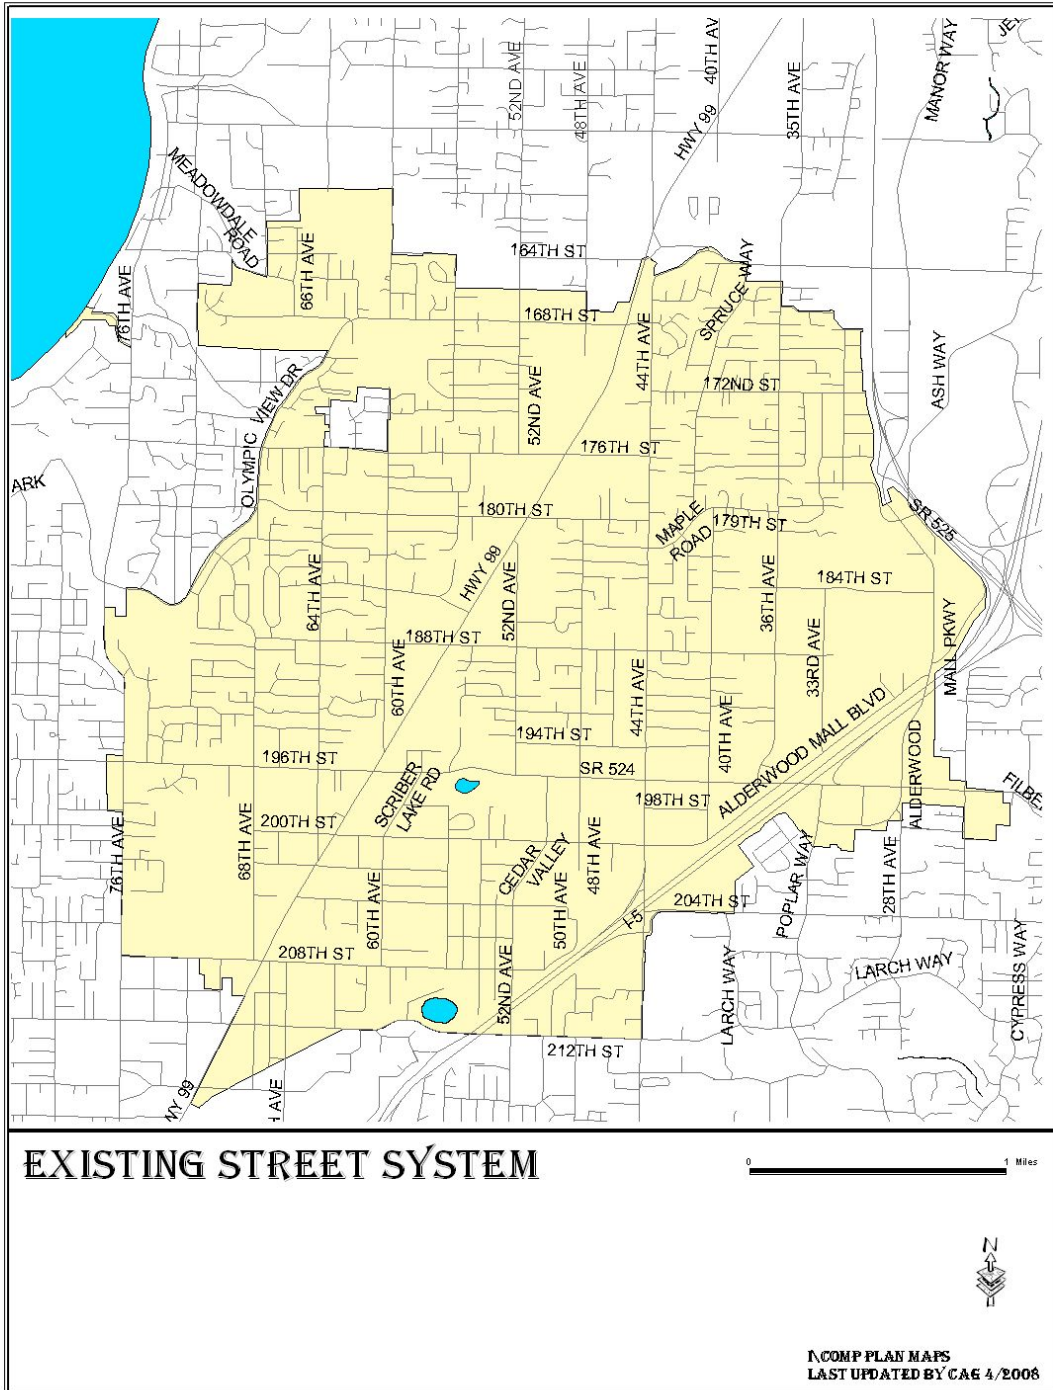 52ND AVE
48TH AVE
40TH AV
HWY 99
35TH AVE
MANOR WAY
MEADOWDALE
ROAD
76TH AVE
66TH AVE
164TH ST
SPRUCE WAY
168TH ST
44TH AVE
172ND ST
ASH WAY
OLYMPIC VIEW DR
52ND AVE
176TH ST
ARK
180TH ST
MAPLE
ROAD
179TH ST
SR 525
HWY 99
64TH AVE
52ND AVE
36TH AVE
184TH ST
188TH ST
60TH AVE
33RD AVE
MALL PKWY
44TH AVE
40TH AVE
194TH ST
196TH ST
SR 524
ALDERWOOD MALL BLVD
ALDERWOOD
SCRIBER
LAKE RD
198TH ST
FILBE
200TH ST
68TH AVE
76TH AVE
CEDAR
VALLEY
48TH AVE
POPLAR WAY
28TH AVE
204TH ST
60TH AVE
50TH AVE
I-5
208TH ST
52ND AVE
LARCH WAY
LARCH WAY
CYPRESS WAY
212TH ST
WY 99
H AVE
EXISTING STREET SYSTEM
0 1 Miles
N
I\COMP PLAN MAPS
LAST UPDATED BY CAG 4/2008